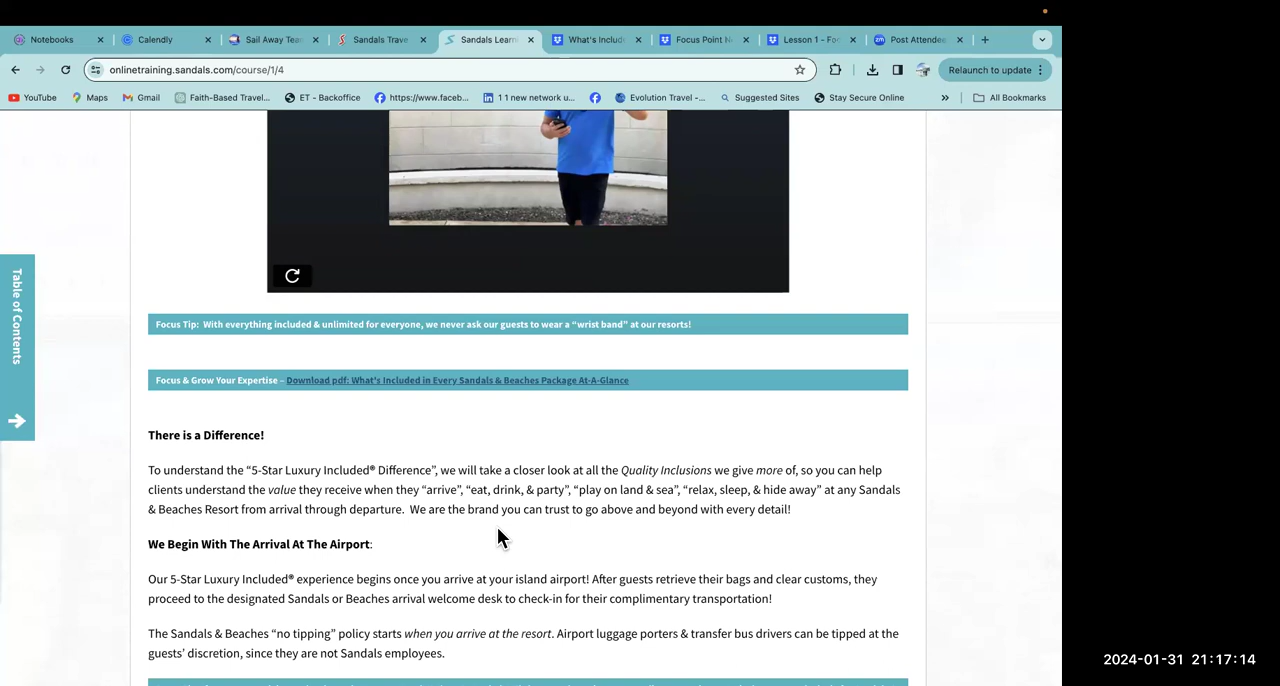 Notebooks
Calendly
Sail Away Tea
Sandals Trave
Sandals Learn
What's Includ
Focus Point N
Lesson 1 - Fo
Post Attendee
onlinetraining.sandals.com/course/1/4
Relaunch to update
YouTube
Maps
Gmail
Faith-Based Travel...
ET - Backoffice
https://www.faceb...
1 1 new network u...
Evolution Travel -...
Suggested Sites
Stay Secure Online
All Bookmarks
Table of Contents
Focus Tip: With everything included & unlimited for everyone, we never ask our guests to wear a “wrist band” at our resorts!
Focus & Grow Your Expertise – Download pdf: What's Included in Every Sandals & Beaches Package At-A-Glance
There is a Difference!
To understand the “5-Star Luxury Included® Difference”, we will take a closer look at all the Quality Inclusions we give more of, so you can help
clients understand the value they receive when they “arrive”, “eat, drink, & party”, “play on land & sea”, “relax, sleep, & hide away” at any Sandals
& Beaches Resort from arrival through departure. We are the brand you can trust to go above and beyond with every detail!
We Begin With The Arrival At The Airport:
Our 5-Star Luxury Included® experience begins once you arrive at your island airport! After guests retrieve their bags and clear customs, they
proceed to the designated Sandals or Beaches arrival welcome desk to check-in for their complimentary transportation!
The Sandals & Beaches “no tipping” policy starts when you arrive at the resort. Airport luggage porters & transfer bus drivers can be tipped at the
guests’ discretion, since they are not Sandals employees.
2024-01-31 21:17:14